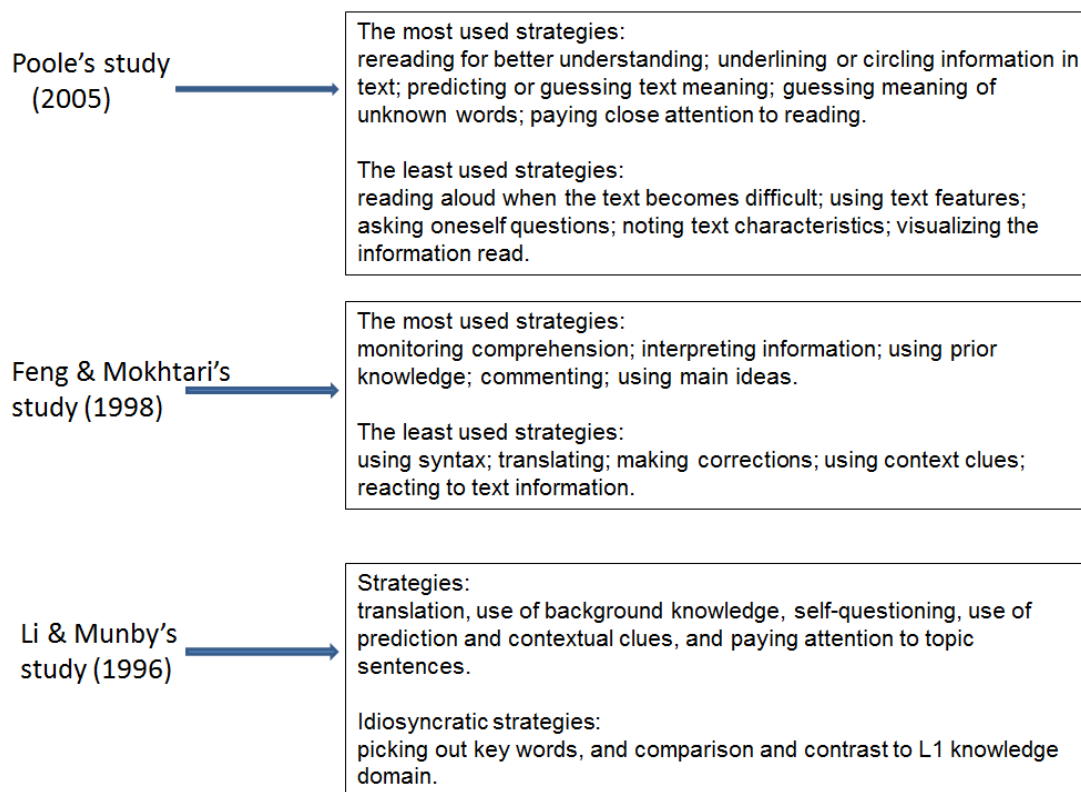 Poole's study
(2005)
The most used strategies:
rereading for better understanding; underlining or circling information in
text; predicting or guessing text meaning; guessing meaning of
unknown words; paying close attention to reading.
The least used strategies:
reading aloud when the text becomes difficult; using text features;
asking oneself questions; noting text characteristics; visualizing the
information read.
Feng & Mokhtari's
study (1998)
The most used strategies:
monitoring comprehension; interpreting information; using prior
knowledge; commenting; using main ideas.
The least used strategies:
using syntax; translating; making corrections; using context clues;
reacting to text information.
Li & Munby's
study (1996)
Strategies:
translation, use of background knowledge, self-questioning, use of
prediction and contextual clues, and paying attention to topic
sentences.
Idiosyncratic strategies:
picking out key words, and comparison and contrast to L1 knowledge
domain.